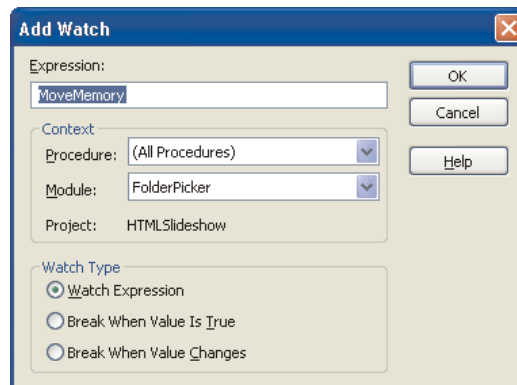 Add Watch
Expression:
MoveMemory
OK
Cancel
Help
Context
Procedure: (All Procedures)
Module: FolderPicker
Project: HTMLSlideshow
Watch Type
Watch Expression
Break When Value Is True
Break When Value Changes